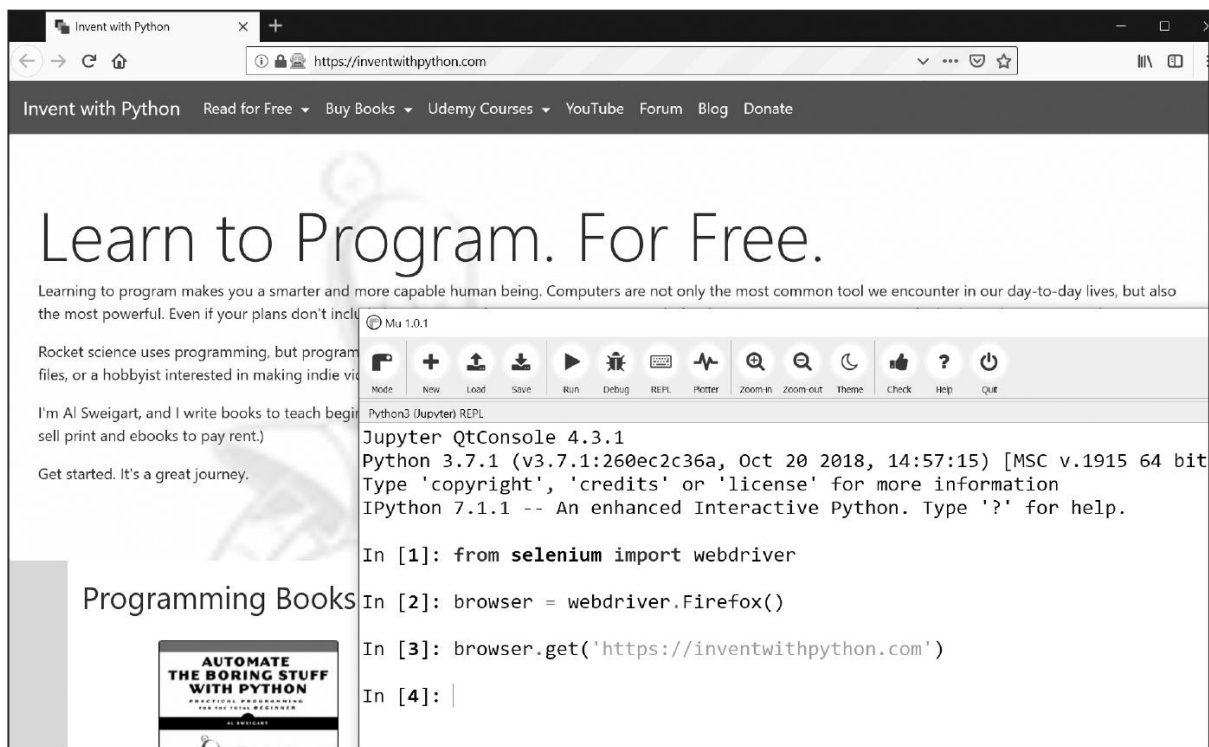 Invent with Python
https://inventwithpython.com
Invent with Python Read for Free Buy Books Udemy Courses YouTube Forum Blog Donate
Learn to Program. For Free.
Learning to program makes you a smarter and more capable human being. Computers are not only the most common tool we encounter in our day-to-day lives, but also
the most powerful. Even if your plans don't inclu
Rocket science uses programming, but program
files, or a hobbyist interested in making indie vi
I'm Al Sweigart, and I write books to teach begi
sell print and ebooks to pay rent.)
Get started. It's a great journey.
Programming Books
AUTOMATE
THE BORING STUFF
WITH PYTHON
PRACTICAL PROGRAMMING
FOR THE TOTAL BEGINNER
AL SWEIGART
Mu 1.0.1
Mode New Load Save Run Debug REPL Plotter Zoom-in Zoom-out Theme Check Help Quit
Python3 (Jupyter) REPL
Jupyter QtConsole 4.3.1
Python 3.7.1 (v3.7.1:260ec2c36a, Oct 20 2018, 14:57:15) [MSC v.1915 64 bit
Type 'copyright', 'credits' or 'license' for more information
IPython 7.1.1 -- An enhanced Interactive Python. Type '?' for help.
In [1]: from selenium import webdriver
In [2]: browser = webdriver.Firefox()
In [3]: browser.get('https://inventwithpython.com')
In [4]: